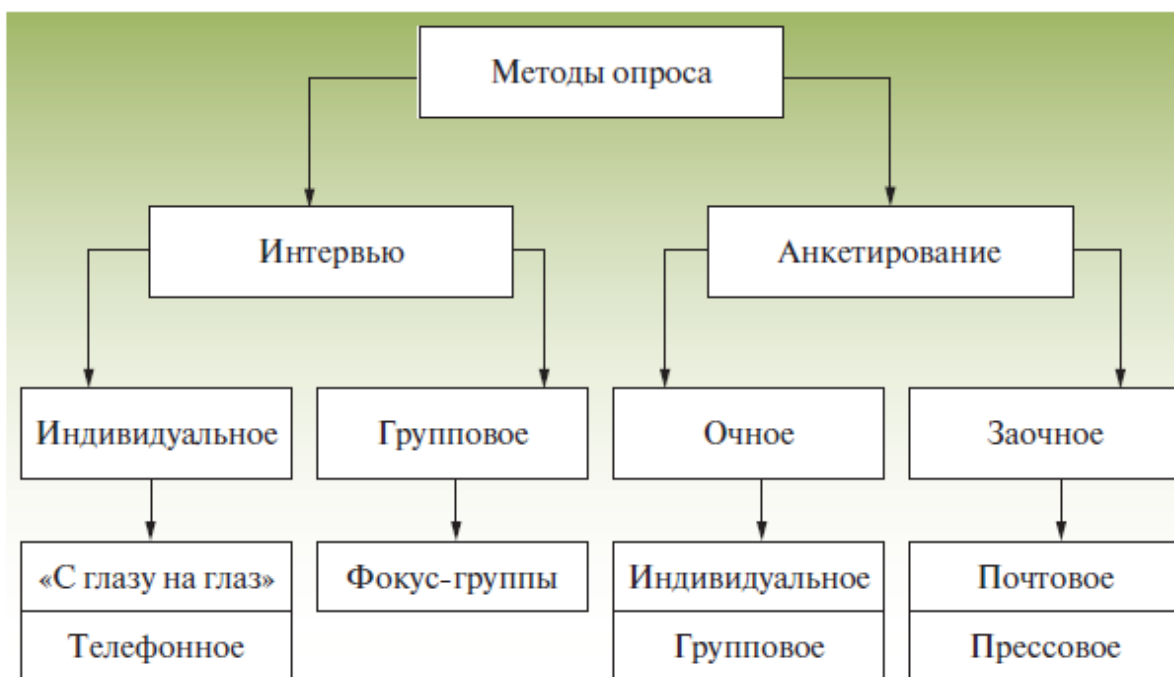 Методы опроса
Интервью
Анкетирование
Индивидуальное
Групповое
Очное
Заочное
«С глазу на глаз»
Фокус-группы
Индивидуальное
Почтовое
Телефонное
Групповое
Прессовое